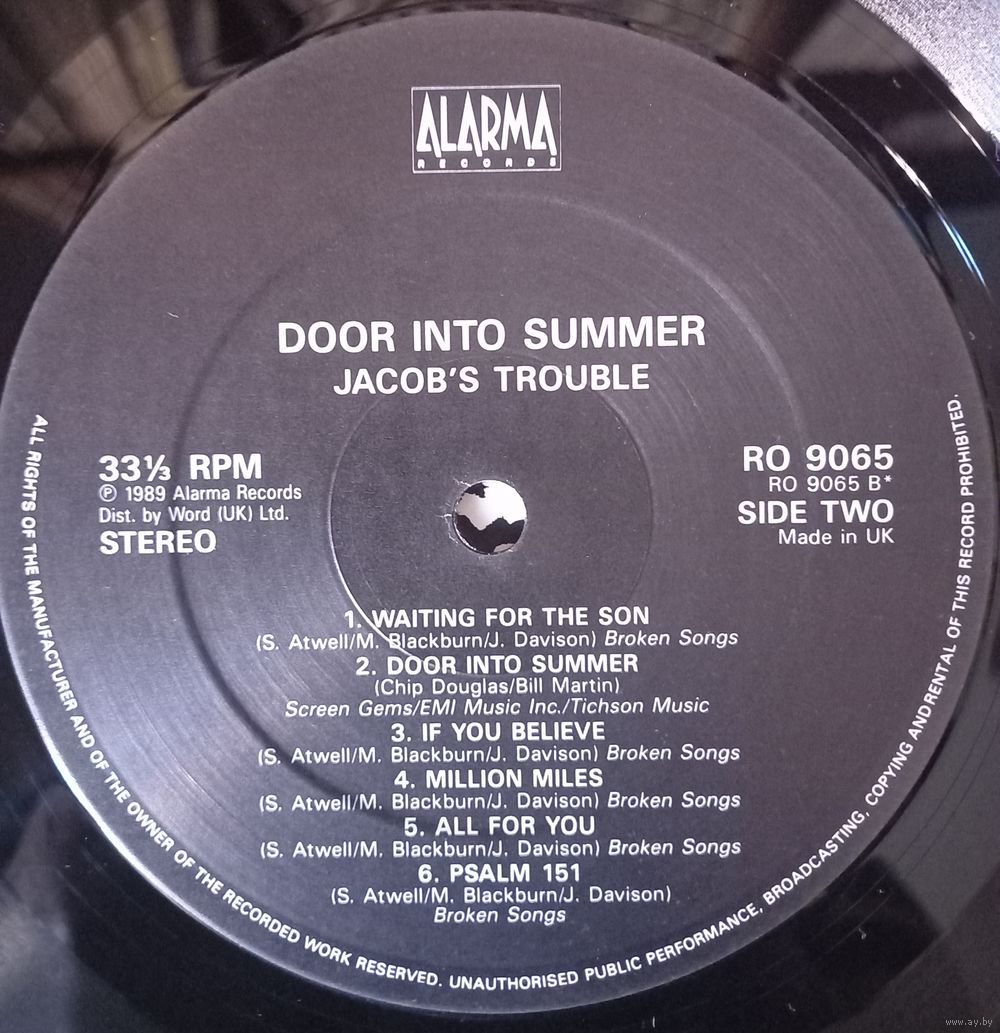 ALARMA
RECORDS
DOOR INTO SUMMER
JACOB'S TROUBLE
33⅓ RPM
℗ 1989 Alarma Records
Dist. by Word (UK) Ltd.
STEREO
RO 9065
RO 9065 B*
SIDE TWO
Made in UK
1. WAITING FOR THE SON
(S. Atwell/M. Blackburn/J. Davison) Broken Songs
2. DOOR INTO SUMMER
(Chip Douglas/Bill Martin)
Screen Gems/EMI Music Inc./Tichson Music
3. IF YOU BELIEVE
(S. Atwell/M. Blackburn/J. Davison) Broken Songs
4. MILLION MILES
(S. Atwell/M. Blackburn/J. Davison) Broken Songs
5. ALL FOR YOU
(S. Atwell/M. Blackburn/J. Davison) Broken Songs
6. PSALM 151
(S. Atwell/M. Blackburn/J. Davison)
Broken Songs
ALL RIGHTS OF THE MANUFACTURER AND OF THE OWNER OF THE RECORDED WORK RESERVED. UNAUTHORISED PUBLIC PERFORMANCE, BROADCASTING, COPYING AND RENTAL OF THIS RECORD PROHIBITED.
www.ay.by